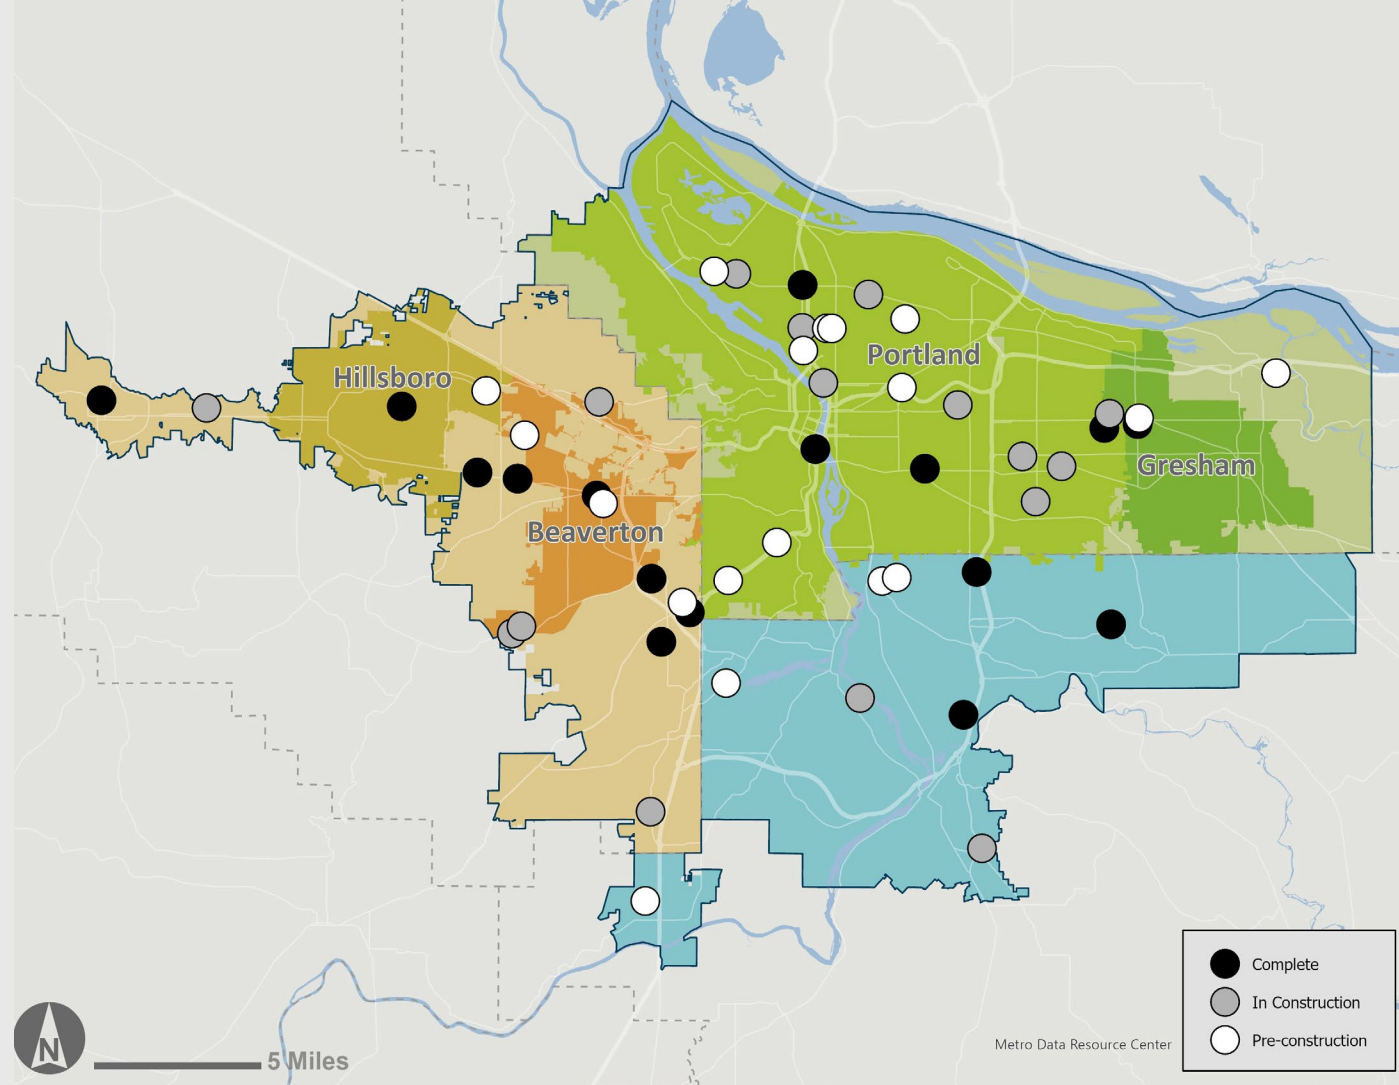 Portland
Hillsboro
Gresham
Beaverton
Complete
In Construction
Pre-construction
Metro Data Resource Center
N
5 Miles